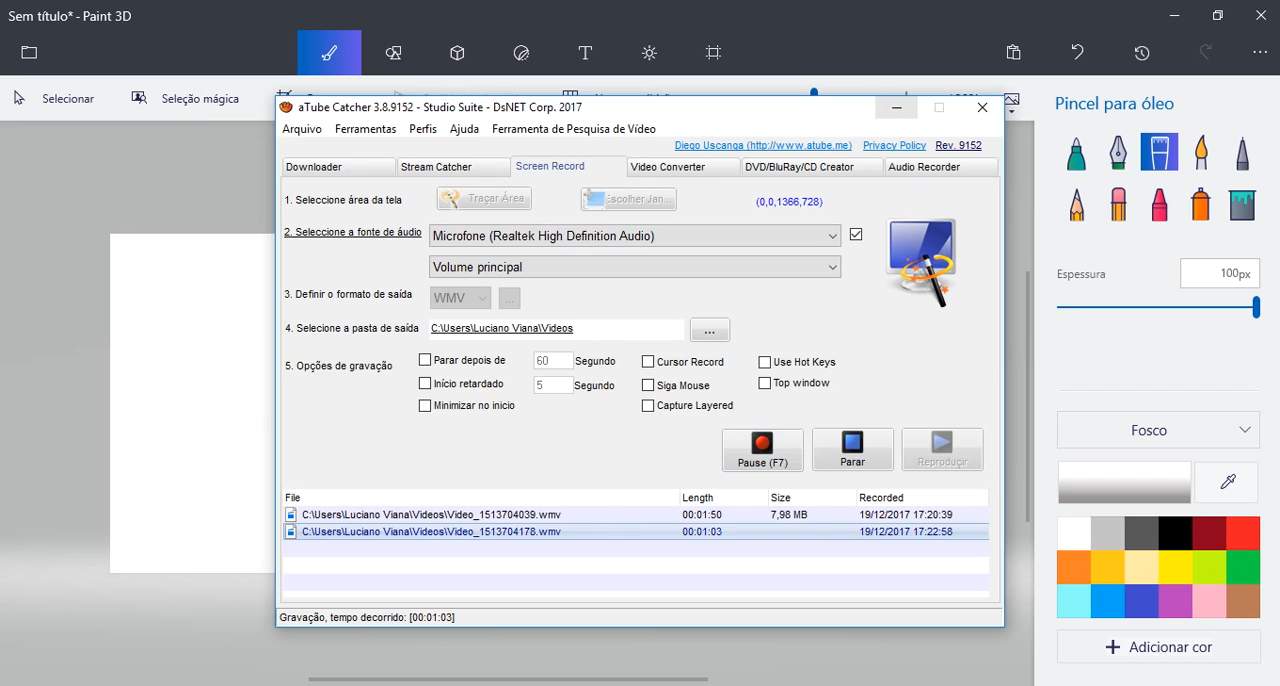 Sem título* - Paint 3D
Selecionar
Seleção mágica
aTube Catcher 3.8.9152 - Studio Suite - DsNET Corp. 2017
Arquivo Ferramentas Perfis Ajuda Ferramenta de Pesquisa de Vídeo
Diego Uscanga (http://www.atube.me) Privacy Policy Rev. 9152
Downloader Stream Catcher Screen Record Video Converter DVD/BluRay/CD Creator Audio Recorder
1. Seleccione área da tela Traçar Área Escolher Jan... (0,0,1366,728)
2. Seleccione a fonte de áudio Microfone (Realtek High Definition Audio)
Volume principal
3. Definir o formato de saída WMV ...
4. Selecione a pasta de saída C:\Users\Luciano Viana\Videos ...
5. Opções de gravação
Parar depois de 60 Segundo Cursor Record Use Hot Keys
Início retardado 5 Segundo Siga Mouse Top window
Minimizar no início Capture Layered
Pause (F7) Parar Reproduçir
File Length Size Recorded
C:\Users\Luciano Viana\Videos\Video_1513704039.wmv 00:01:50 7,98 MB 19/12/2017 17:20:39
C:\Users\Luciano Viana\Videos\Video_1513704178.wmv 00:01:03 19/12/2017 17:22:58
Gravação, tempo decorrido: [00:01:03]
Pincel para óleo
Espessura 100px
Fosco
Adicionar cor